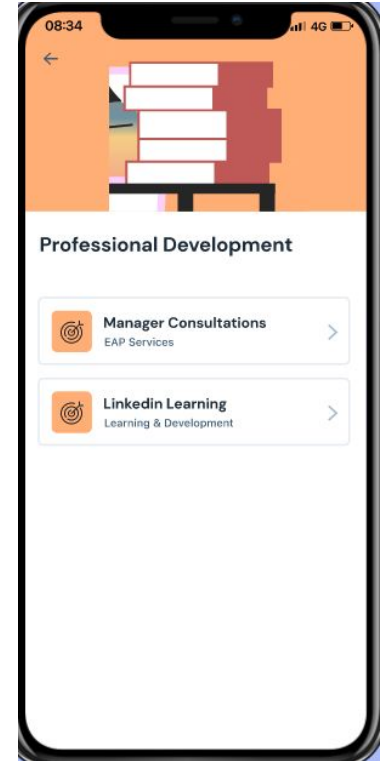 08:34
4G
Professional Development
Manager Consultations
EAP Services
Linkedin Learning
Learning & Development